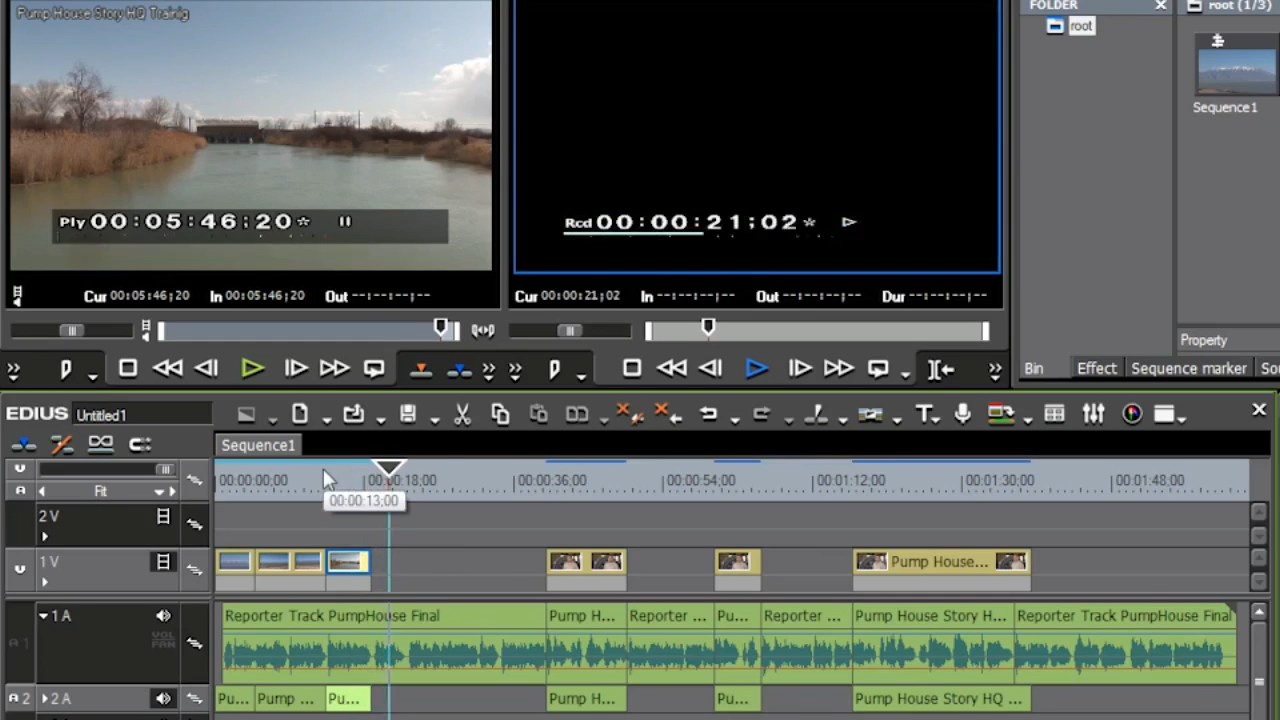 Pump House Story HQ Trainig
Ply 00:05:46:20
Cur 00:05:46;20 In 00:05:46;20 Out --:--:--;--
Rcd 00:00:21;02
Cur 00:00:21;02 In --:--:--;-- Out --:--:--;-- Dur --:--:--;--
FOLDER
root
root (1/3)
Sequence1
Property
Bin Effect Sequence marker So
EDIUS Untitled1
Sequence1
Fit
00:00:00;00 00:00:18;00 00:00:36;00 00:00:54;00 00:01:12;00 00:01:30;00 00:01:48;00
00:00:13;00
2 V
1 V
Pump House...
A 1
1 A
VOL
PAN
Reporter Track PumpHouse Final Pump H... Reporter ... Pu... Reporter ... Pump House Story H... Reporter Track PumpHouse Final
A 2
2 A
Pu... Pump ... Pu... Pump H... Pu... Pump House Story HQ ...